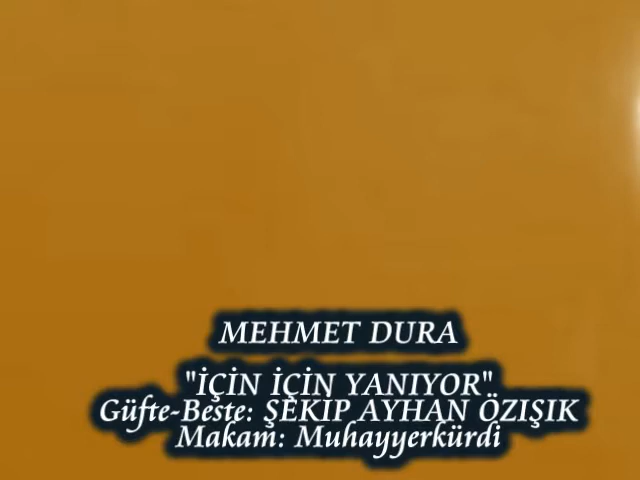 MEHMET DURA
"İÇİN İÇİN YANIYOR"
Güfte-Beste: ŞEKİP AYHAN ÖZIŞIK
Makam: Muhayyerkürdi